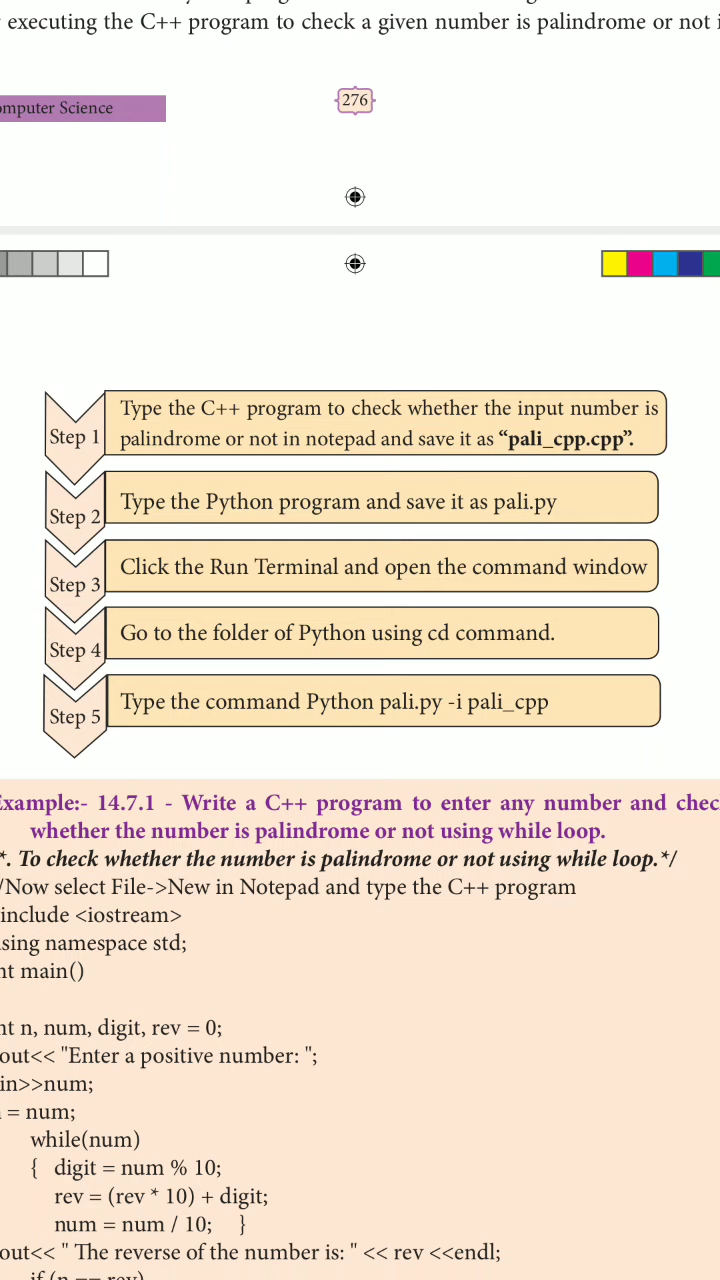 executing the C++ program to check a given number is palindrome or not i
omputer Science
276
Step 1
Type the C++ program to check whether the input number is
palindrome or not in notepad and save it as “pali_cpp.cpp”.
Step 2
Type the Python program and save it as pali.py
Step 3
Click the Run Terminal and open the command window
Step 4
Go to the folder of Python using cd command.
Step 5
Type the command Python pali.py -i pali_cpp
Example:- 14.7.1 - Write a C++ program to enter any number and chec
whether the number is palindrome or not using while loop.
*. To check whether the number is palindrome or not using while loop.*/
/Now select File->New in Notepad and type the C++ program
include <iostream>
sing namespace std;
nt main()
nt n, num, digit, rev = 0;
out<< "Enter a positive number: ";
in>>num;
= num;
while(num)
{ digit = num % 10;
rev = (rev * 10) + digit;
num = num / 10; }
out<< " The reverse of the number is: " << rev <<endl;
if (n == rev)